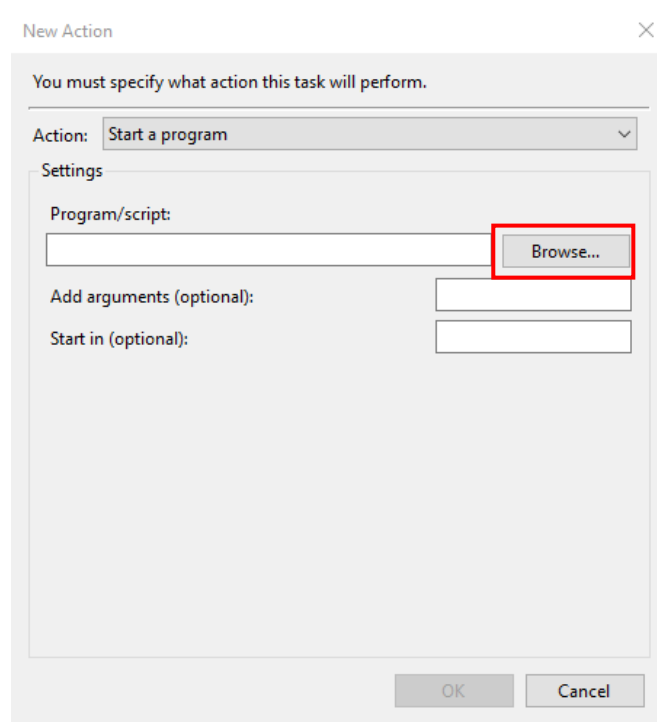 New Action
You must specify what action this task will perform.
Action: Start a program
Settings
Program/script:
Browse...
Add arguments (optional):
Start in (optional):
OK Cancel